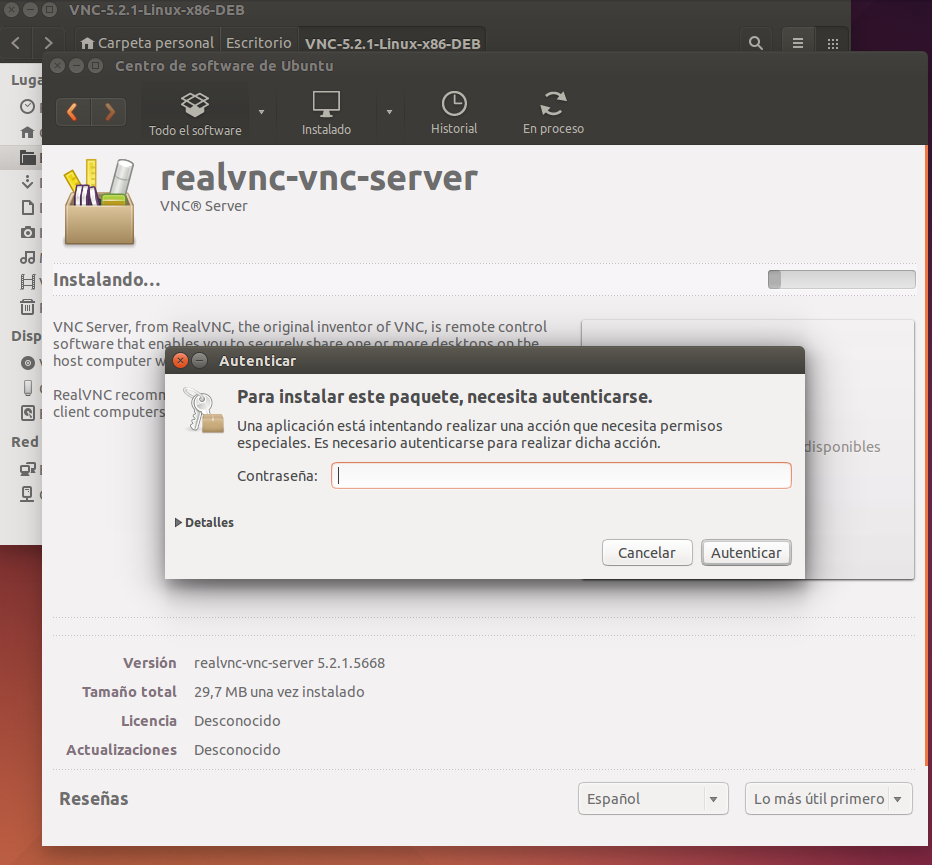 VNC-5.2.1-Linux-x86-DEB
Carpeta personal
Escritorio
VNC-5.2.1-Linux-x86-DEB
Centro de software de Ubuntu
Todo el software
Instalado
Historial
En proceso
realvnc-vnc-server
VNC® Server
Instalando...
VNC Server, from RealVNC, the original inventor of VNC, is remote control
software that enables you to securely share one or more desktops on the
host computer
RealVNC
client computers
disponibles
Autenticar
Para instalar este paquete, necesita autenticarse.
Una aplicación está intentando realizar una acción que necesita permisos
especiales. Es necesario autenticarse para realizar dicha acción.
Contraseña:
Detalles
Cancelar
Autenticar
Versión realvnc-vnc-server 5.2.1.5668
Tamaño total 29,7 MB una vez instalado
Licencia Desconocido
Actualizaciones Desconocido
Reseñas
Español
Lo más útil primero
Red